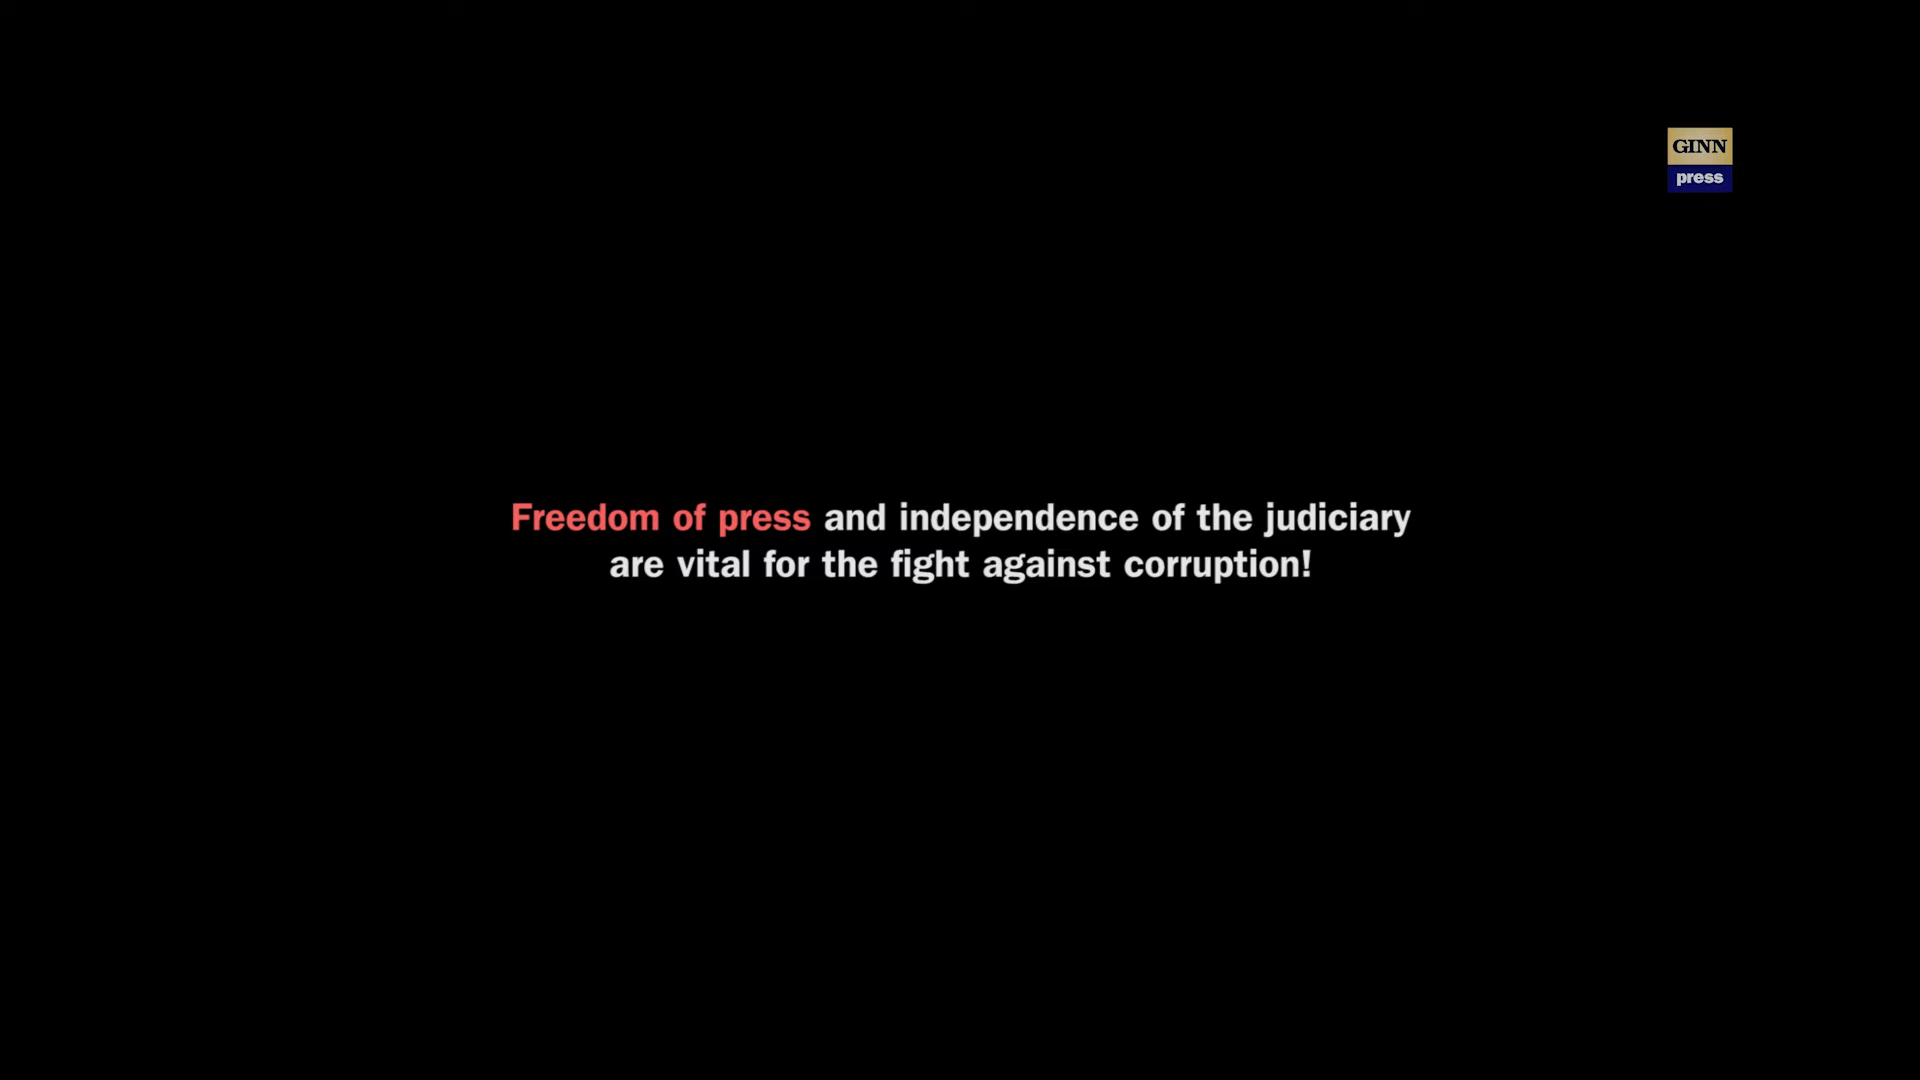 GINN
press
Freedom of press and independence of the judiciary
are vital for the fight against corruption!